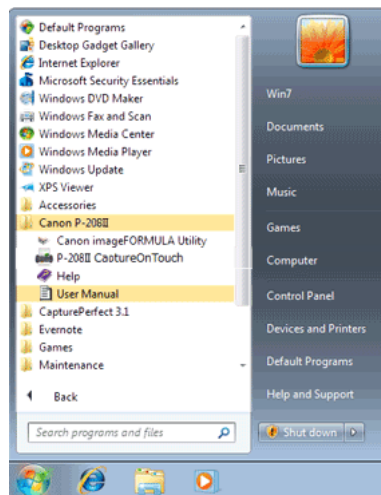 Default Programs
Desktop Gadget Gallery
Internet Explorer
Microsoft Security Essentials
Windows DVD Maker
Windows Fax and Scan
Windows Media Center
Windows Media Player
Windows Update
XPS Viewer
Accessories
Canon P-208II
Canon imageFORMULA Utility
P-208II CaptureOnTouch
Help
User Manual
CapturePerfect 3.1
Evernote
Games
Maintenance
Back
Search programs and files
Win7
Documents
Pictures
Music
Games
Computer
Control Panel
Devices and Printers
Default Programs
Help and Support
Shut down